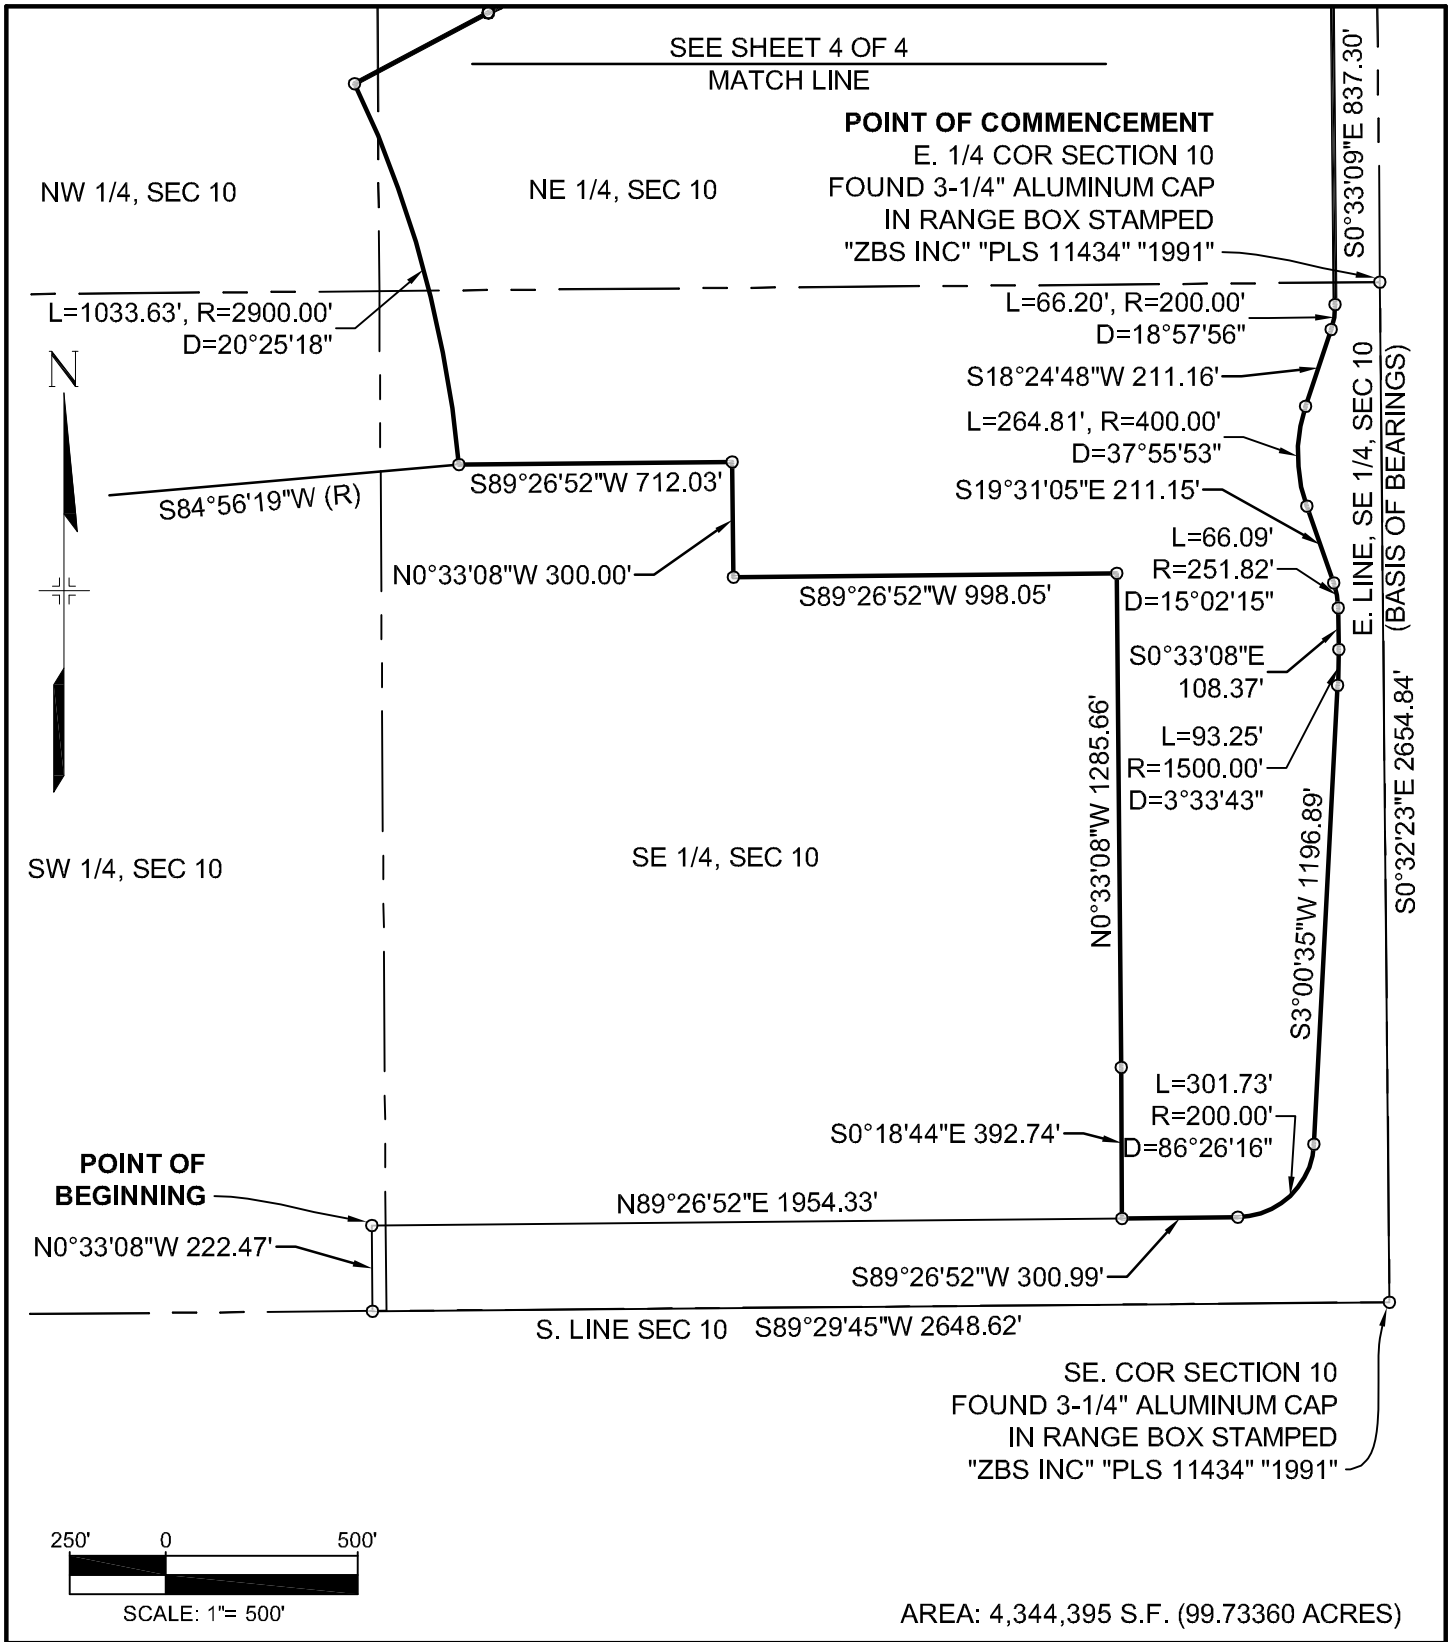 SEE SHEET 4 OF 4
MATCH LINE
S0°33'09"E 837.30'
POINT OF COMMENCEMENT
E. 1/4 COR SECTION 10
FOUND 3-1/4" ALUMINUM CAP
IN RANGE BOX STAMPED
"ZBS INC" "PLS 11434" "1991"
NW 1/4, SEC 10
NE 1/4, SEC 10
L=1033.63', R=2900.00'
D=20°25'18"
L=66.20', R=200.00'
D=18°57'56"
N
S18°24'48"W 211.16'
L=264.81', R=400.00'
D=37°55'53"
E. LINE, SE 1/4, SEC 10
(BASIS OF BEARINGS)
S84°56'19"W (R)
S89°26'52"W 712.03'
S19°31'05"E 211.15'
N0°33'08"W 300.00'
S89°26'52"W 998.05'
L=66.09'
R=251.82'
D=15°02'15"
S0°33'08"E
108.37'
L=93.25'
R=1500.00'
D=3°33'43"
N0°33'08"W 1285.66'
S0°32'23"E 2654.84'
S3°00'35"W 1196.89'
SW 1/4, SEC 10
SE 1/4, SEC 10
L=301.73'
R=200.00'
D=86°26'16"
S0°18'44"E 392.74'
POINT OF
BEGINNING
N89°26'52"E 1954.33'
N0°33'08"W 222.47'
S89°26'52"W 300.99'
S. LINE SEC 10 S89°29'45"W 2648.62'
SE. COR SECTION 10
FOUND 3-1/4" ALUMINUM CAP
IN RANGE BOX STAMPED
"ZBS INC" "PLS 11434" "1991"
250' 0 500'
SCALE: 1"= 500'
AREA: 4,344,395 S.F. (99.73360 ACRES)